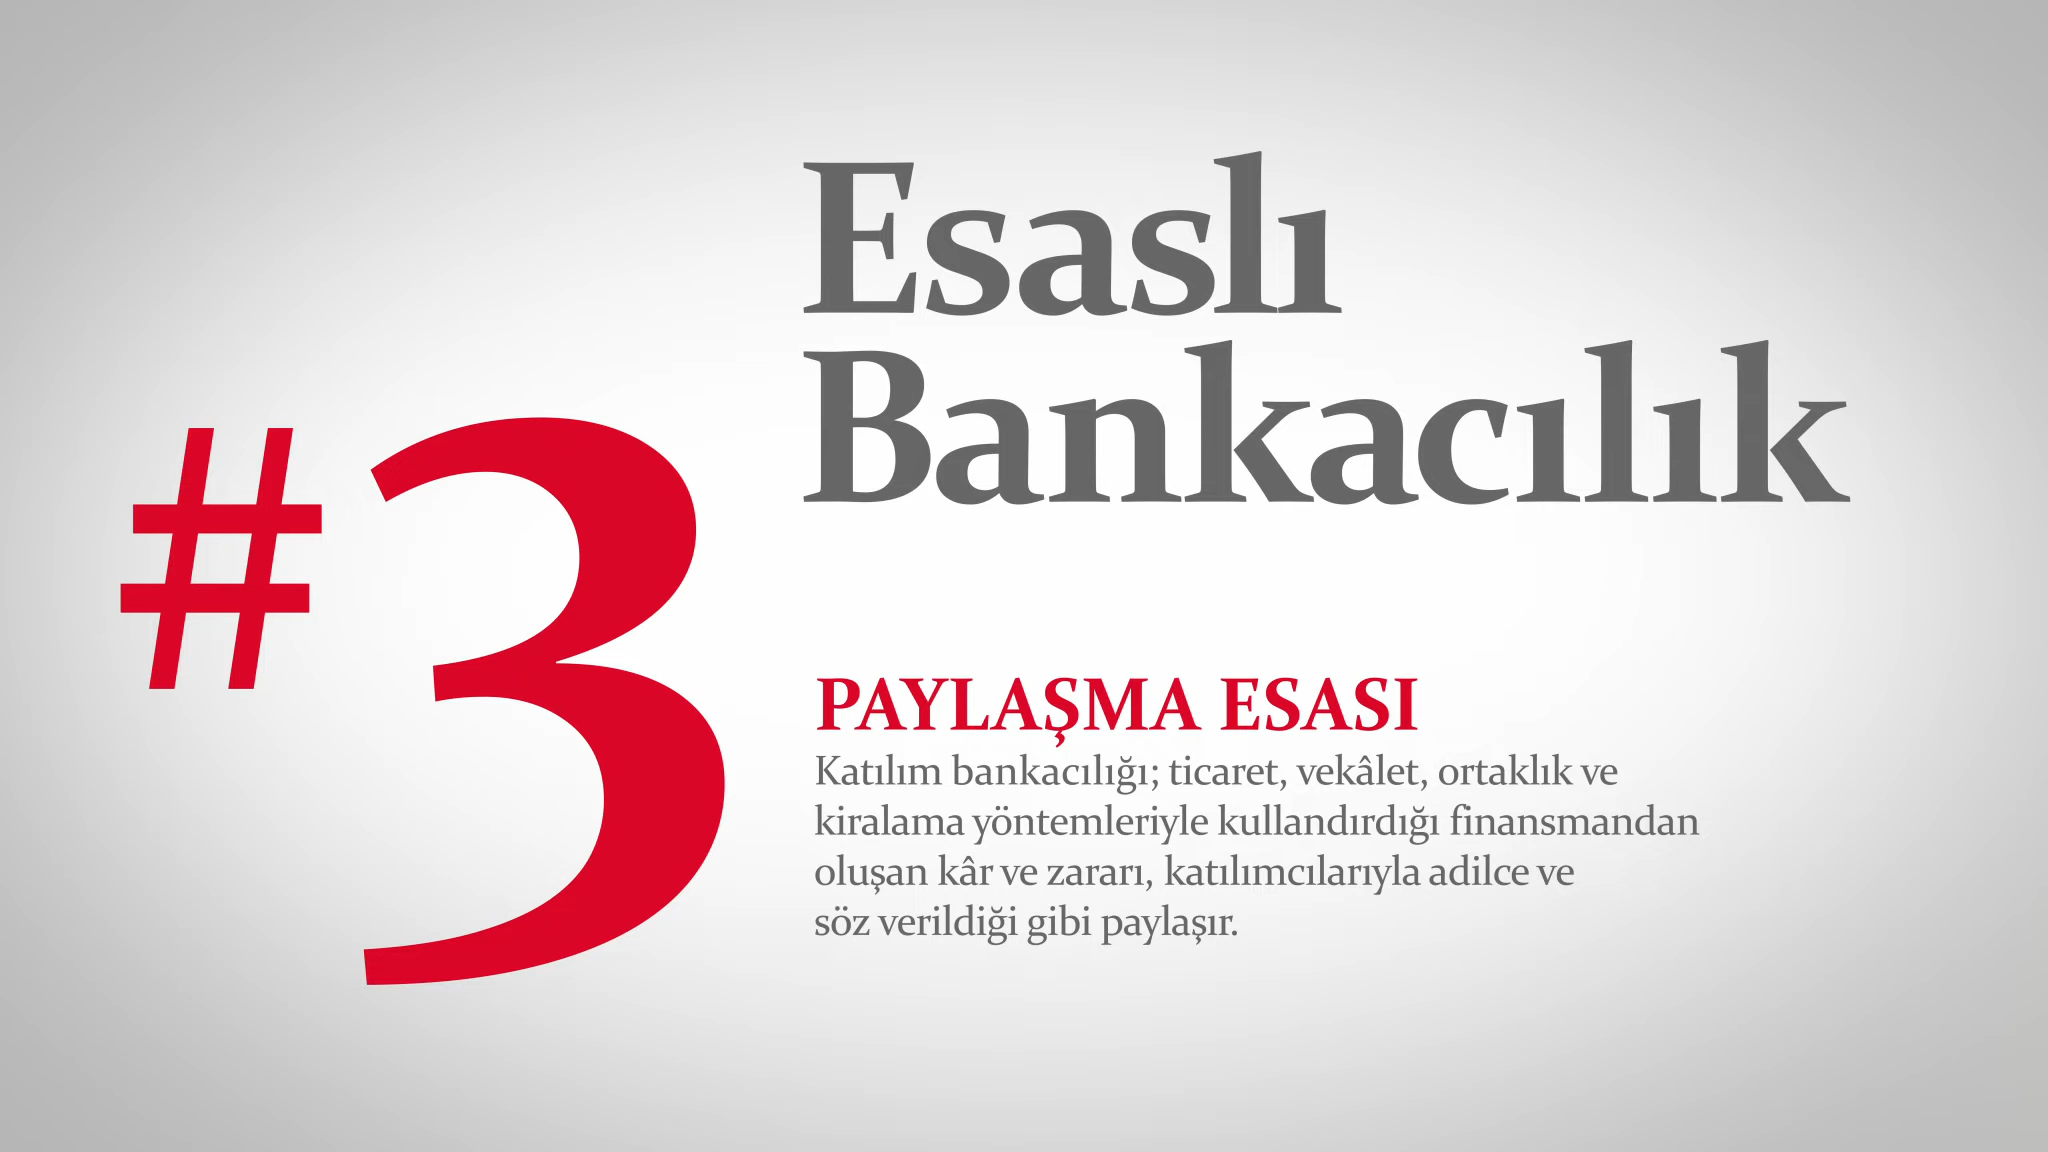 #3
Esaslı
Bankacılık
PAYLAŞMA ESASI
Katılım bankacılığı; ticaret, vekâlet, ortaklık ve
kiralama yöntemleriyle kullandırdığı finansmandan
oluşan kâr ve zararı, katılımcılarıyla adilce ve
söz verildiği gibi paylaşır.